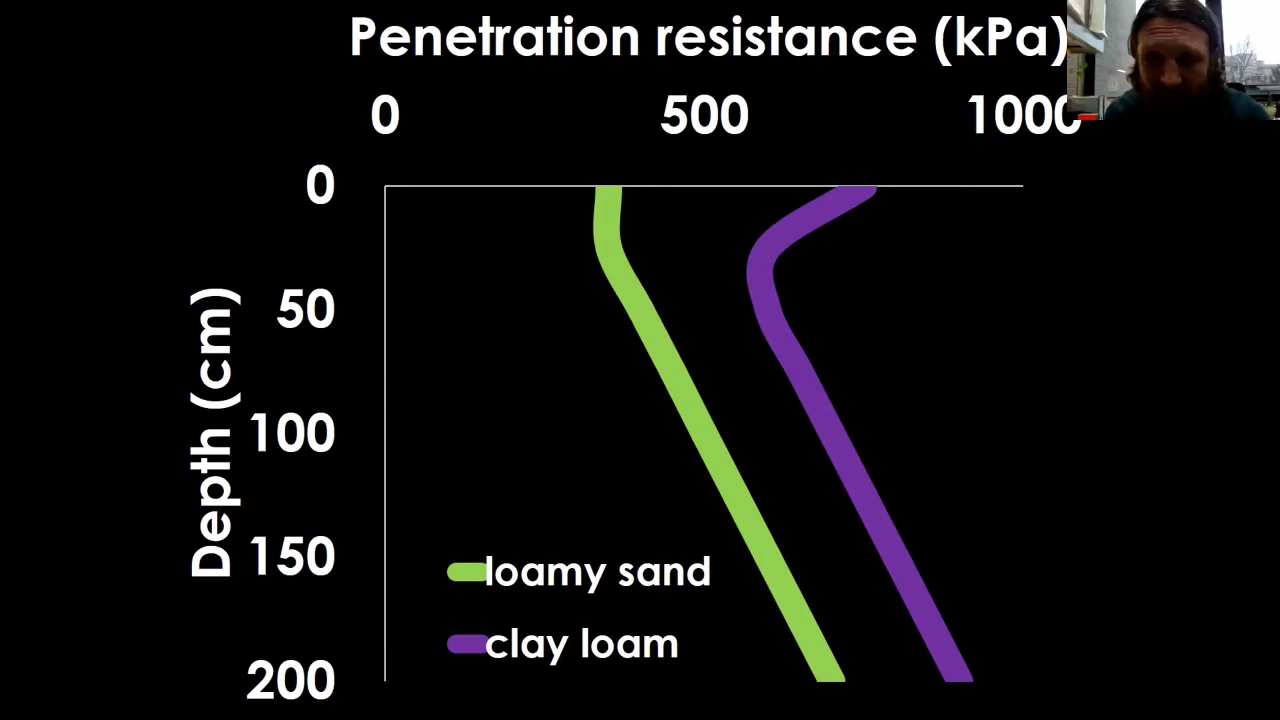 Penetration resistance (kPa)
0 500 1000
0
50
100
150
200
Depth (cm)
loamy sand
clay loam